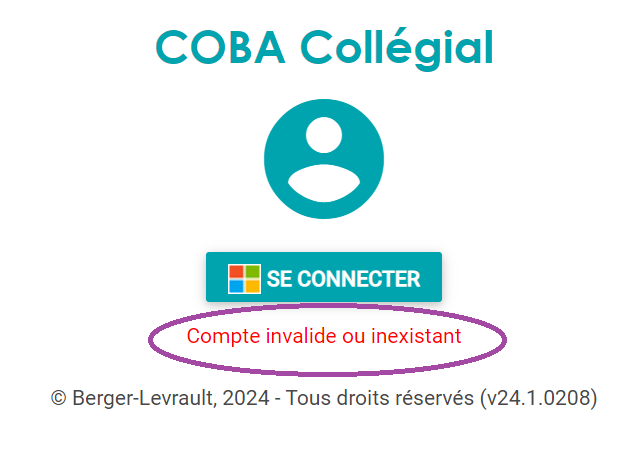 COBA Collégial
SE CONNECTER
Compte invalide ou inexistant
© Berger-Levrault, 2024 - Tous droits réservés (v24.1.0208)